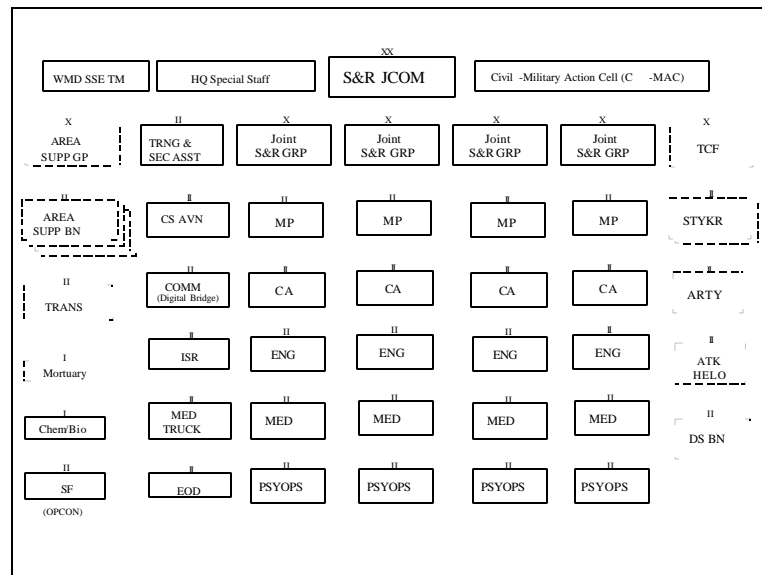 XX
WMD SSE TM HQ Special Staff S&R JCOM Civil -Military Action Cell (C -MAC)
X II X X X X X
AREA TRNG & Joint Joint Joint Joint TCF
SUPP GP SEC ASST S&R GRP S&R GRP S&R GRP S&R GRP
II II II II II II II
AREA CS AVN MP MP MP MP STYKR
SUPP BN
II II II II II II II
TRANS COMM CA CA CA CA ARTY
(Digital Bridge)
I II II II II II II
Mortuary ISR ENG ENG ENG ENG ATK
HELO
I II II II II II II
Chem/Bio MED MED MED MED MED DS BN
TRUCK
II II II II II II
SF EOD PSYOPS PSYOPS PSYOPS PSYOPS
(OPCON)